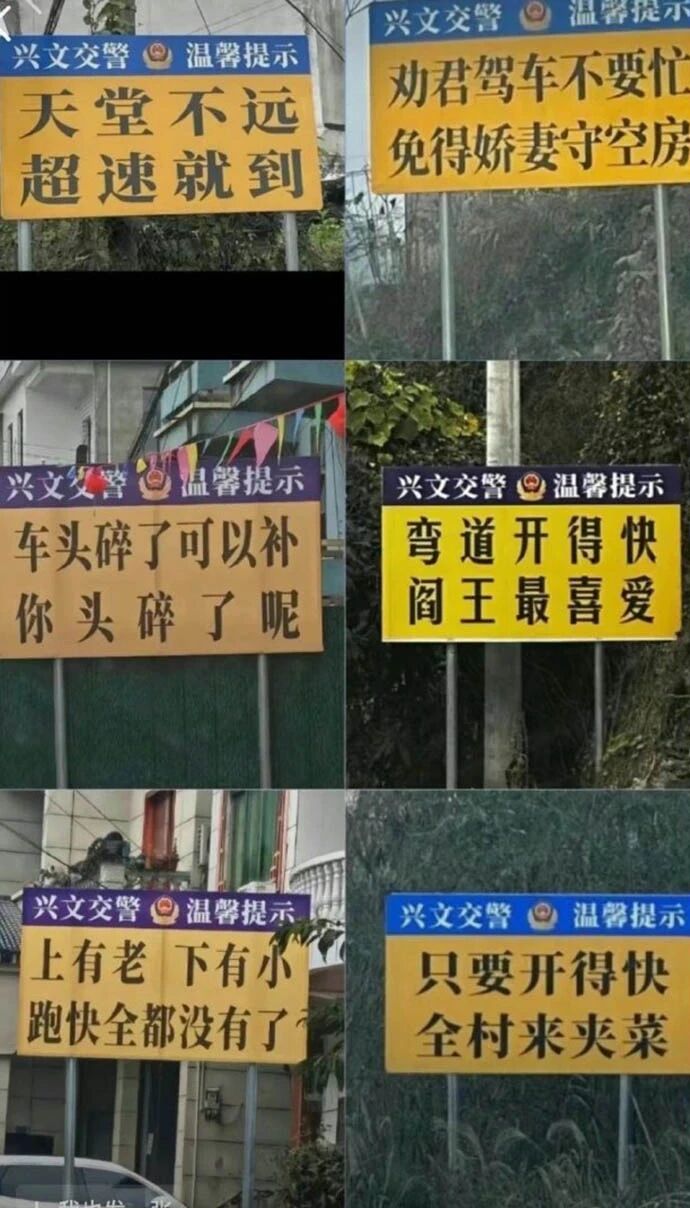 兴文交警 温馨提示
天堂不远
超速就到
兴文交警 温馨提示
劝君驾车不要忙
免得娇妻守空房
兴文交警 温馨提示
车头碎了可以补
你头碎了呢
兴文交警 温馨提示
弯道开得快
阎王最喜爱
兴文交警 温馨提示
上有老 下有小
跑快全都没有了
兴文交警 温馨提示
只要开得快
全村来夹菜